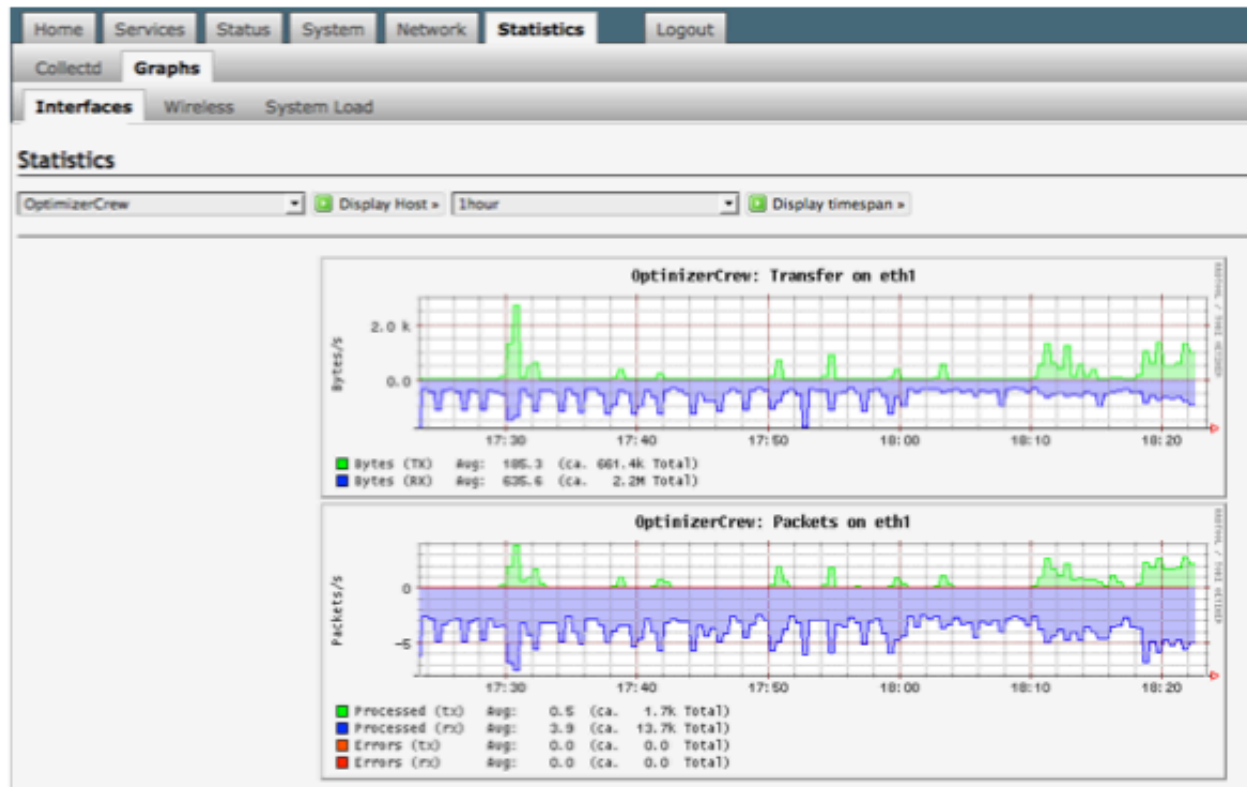 Home Services Status System Network Statistics Logout
Collectd Graphs
Interfaces Wireless System Load
Statistics
OptimizerCrew Display Host » 1hour Display timespan »
OptimizerCrew: Transfer on eth1
Bytes/s
2.0 k
0.0
17:30 17:40 17:50 18:00 18:10 18:20
Bytes (TX) Avg: 185.3 (ca. 661.4k Total)
Bytes (RX) Avg: 635.6 (ca. 2.2M Total)
OptimizerCrew: Packets on eth1
Packets/s
0
-5
17:30 17:40 17:50 18:00 18:10 18:20
Processed (tx) Avg: 0.5 (ca. 1.7k Total)
Processed (rx) Avg: 3.9 (ca. 13.7k Total)
Errors (tx) Avg: 0.0 (ca. 0.0 Total)
Errors (rx) Avg: 0.0 (ca. 0.0 Total)